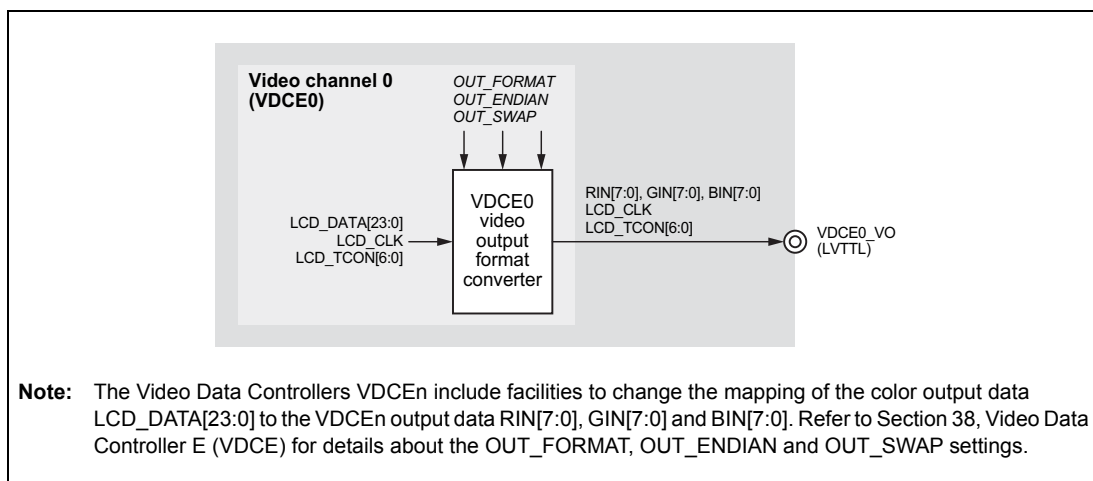 Video channel 0
(VDCE0)
OUT_FORMAT
OUT_ENDIAN
OUT_SWAP
LCD_DATA[23:0]
LCD_CLK
LCD_TCON[6:0]
VDCE0
video
output
format
converter
RIN[7:0], GIN[7:0], BIN[7:0]
LCD_CLK
LCD_TCON[6:0]
VDCE0_VO
(LVTTL)
Note: The Video Data Controllers VDCEn include facilities to change the mapping of the color output data
LCD_DATA[23:0] to the VDCEn output data RIN[7:0], GIN[7:0] and BIN[7:0]. Refer to Section 38, Video Data
Controller E (VDCE) for details about the OUT_FORMAT, OUT_ENDIAN and OUT_SWAP settings.